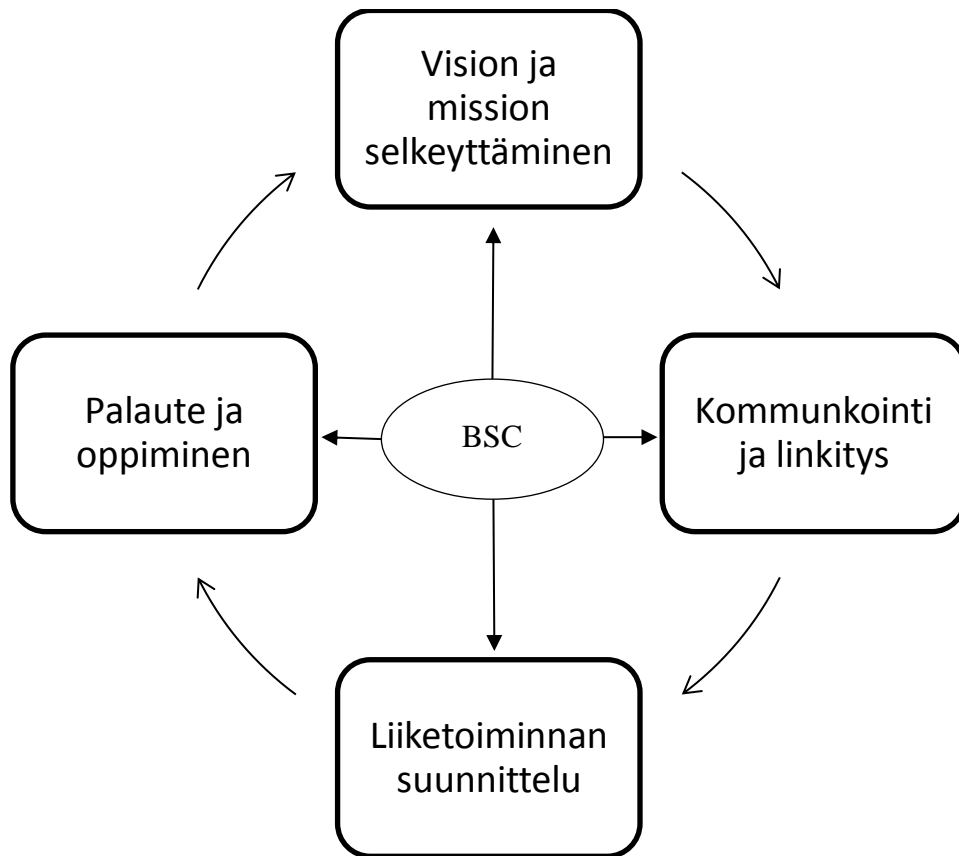 Vision ja
mission
selkeyttäminen
Palaute ja
oppiminen
BSC
Kommunkointi
ja linkitys
Liiketoiminnan
suunnittelu